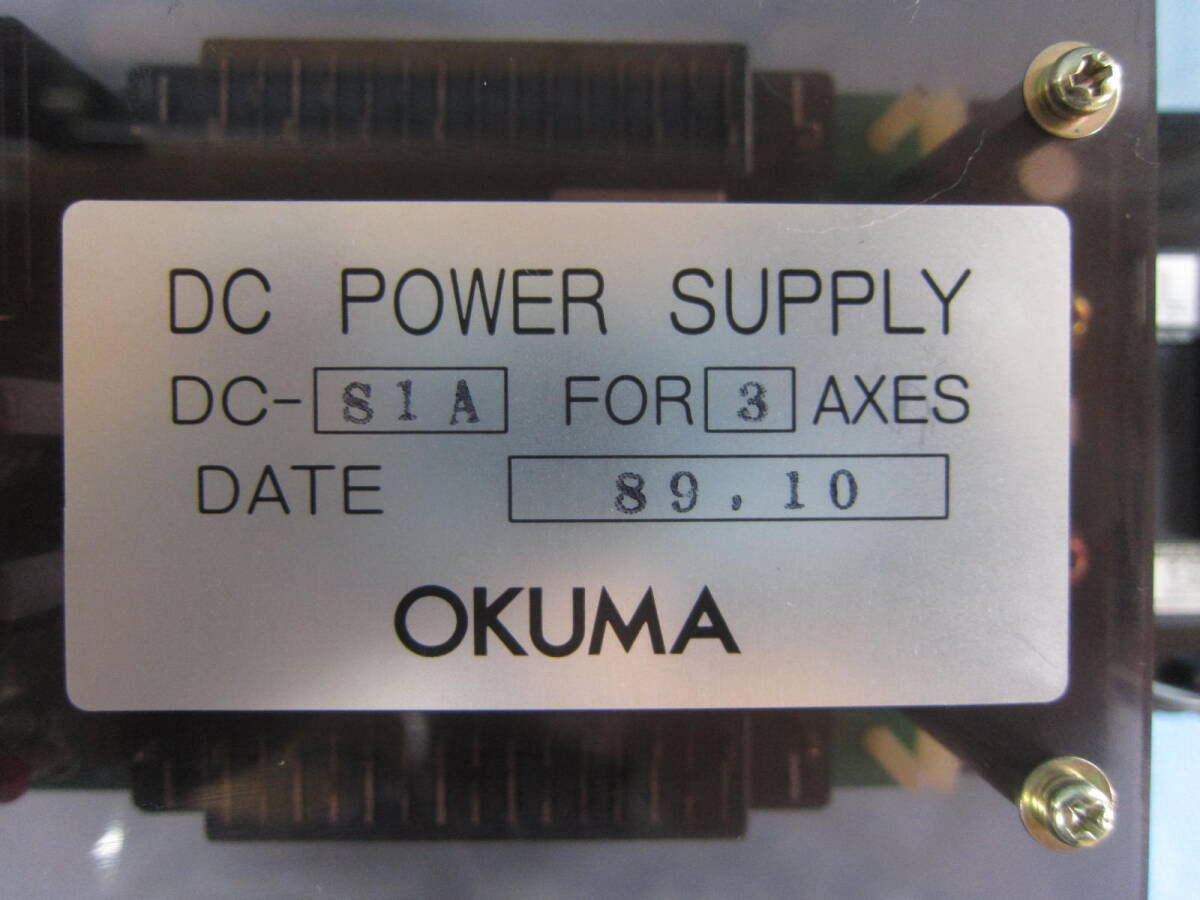 DC POWER SUPPLY
DC-S1A FOR 3 AXES
DATE 89,10
OKUMA